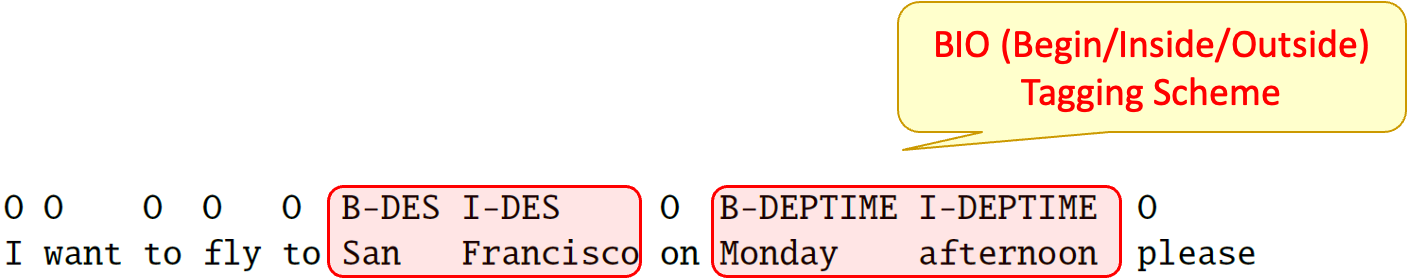 BIO (Begin/Inside/Outside)
Tagging Scheme
O O O O O B-DES I-DES O B-DEPTIME I-DEPTIME O
I want to fly to San Francisco on Monday afternoon please